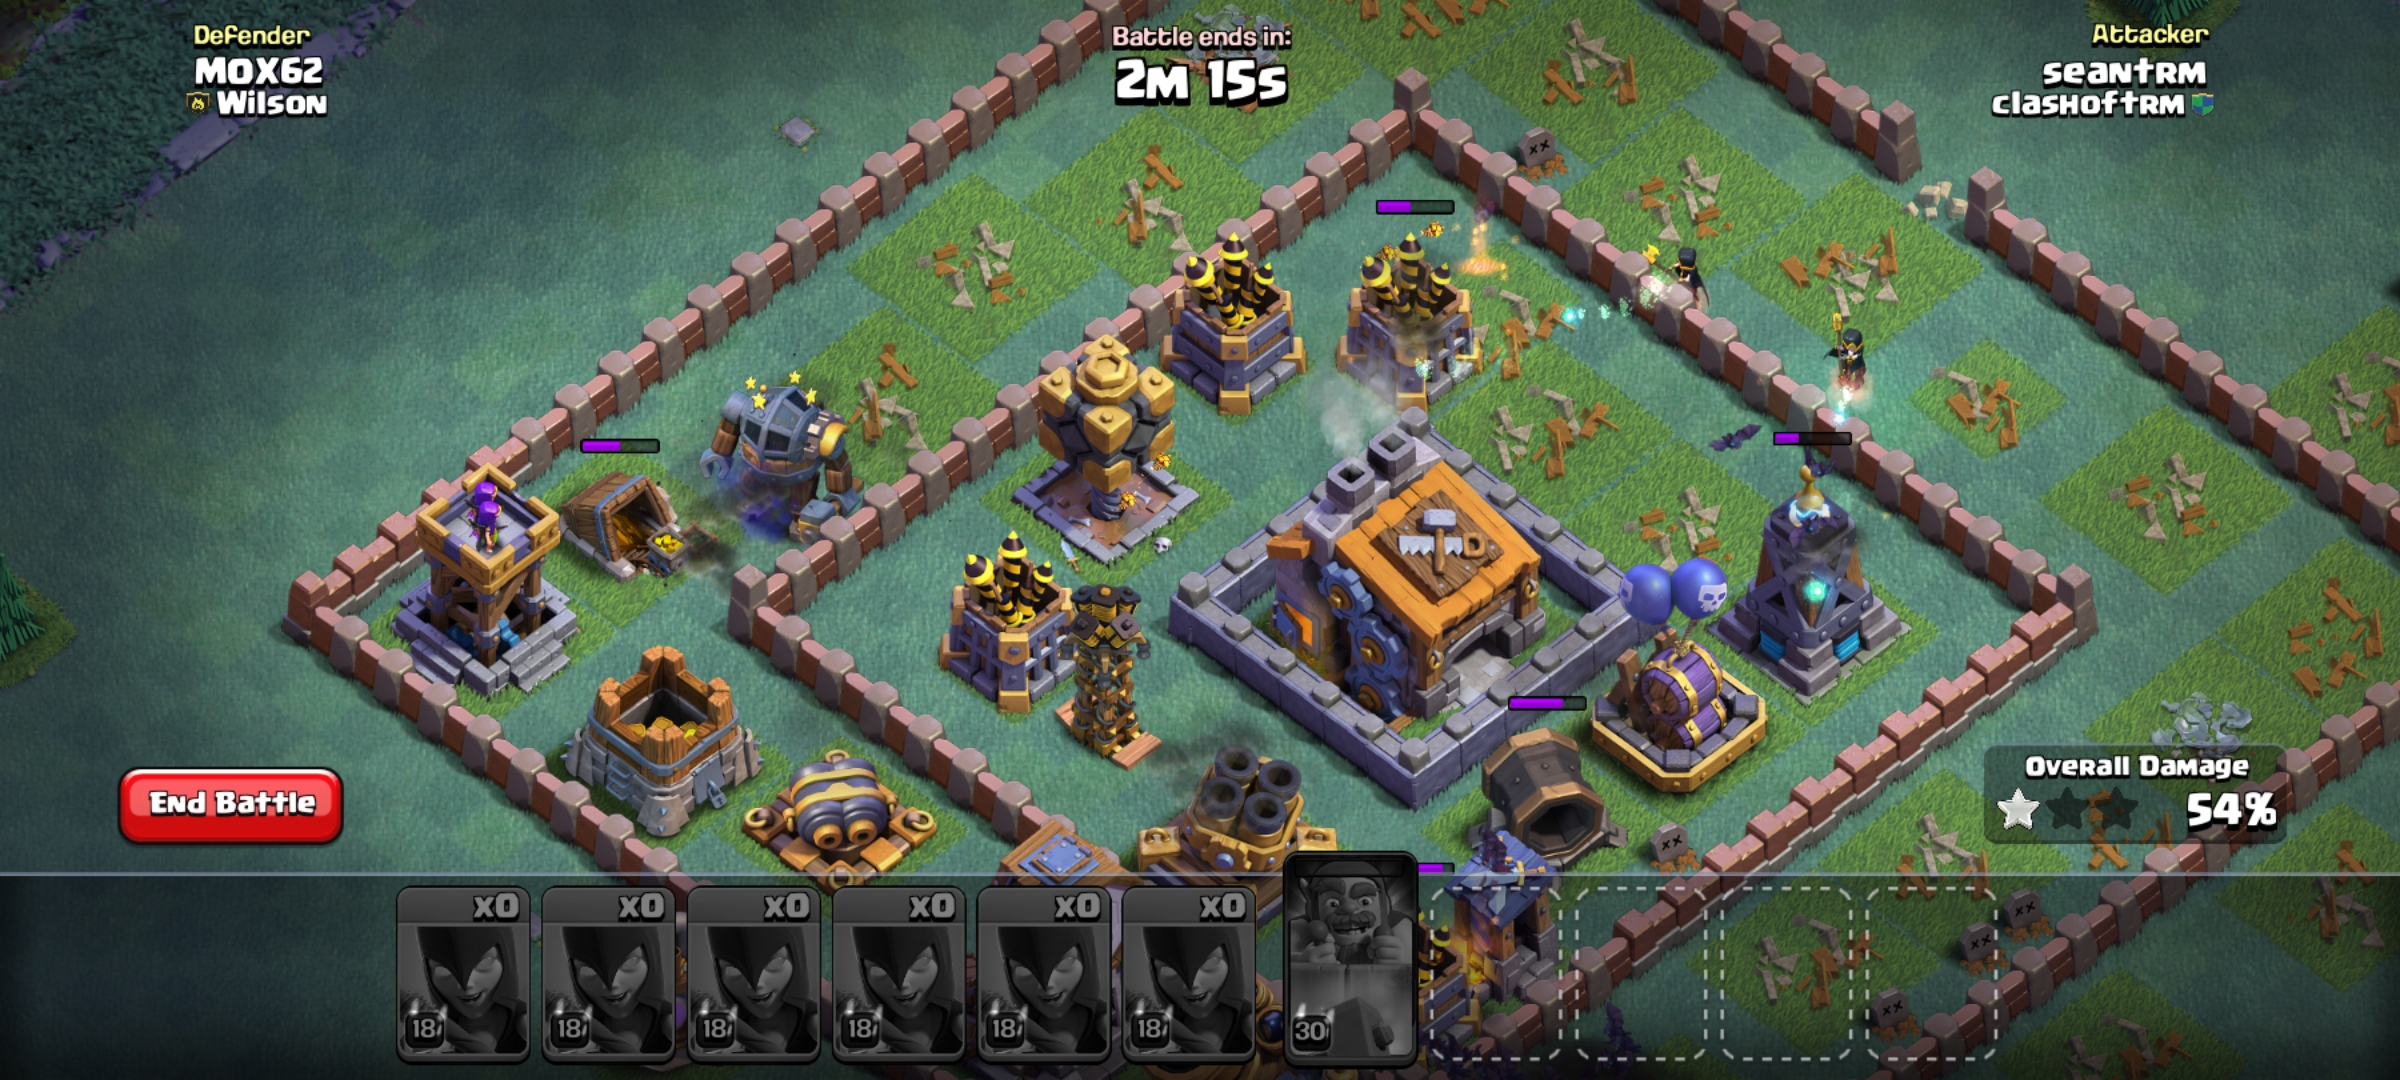 Defender
MOX62
Wilson
Battle ends in:
2M 15s
Attacker
seantRM
clashoftRM
End Battle
Overall Damage
54%
x0
x0
x0
x0
x0
x0
18
18
18
18
18
18
30